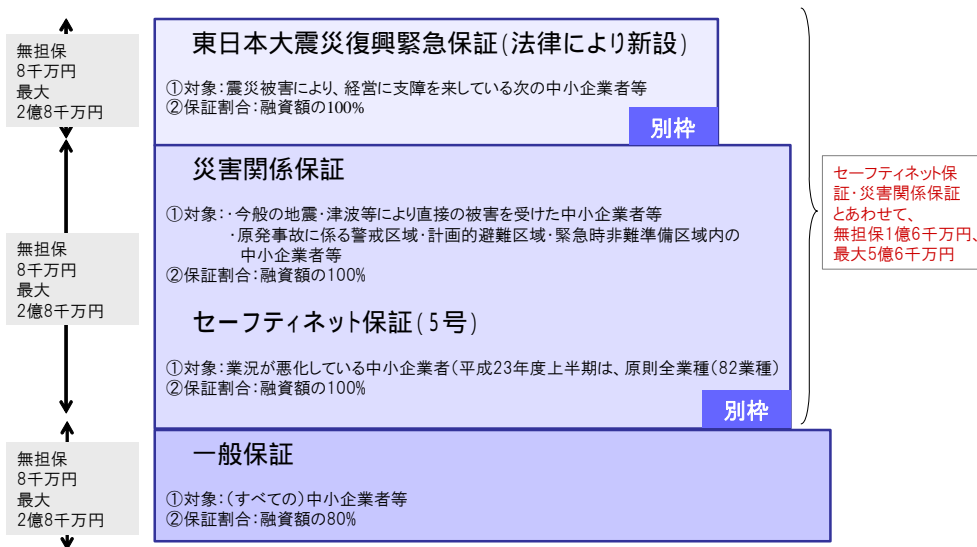 無担保
8千万円
最大
2億8千万円
東日本大震災復興緊急保証(法律により新設)
①対象:震災被害により、経営に支障を来している次の中小企業者等
②保証割合:融資額の100%
別枠
無担保
8千万円
最大
2億8千万円
災害関係保証
①対象:・今般の地震・津波等により直接の被害を受けた中小企業者等
・原発事故に係る警戒区域・計画的避難区域・緊急時非難準備区域内の
中小企業者等
②保証割合:融資額の100%
セーフティネット保証(5号)
①対象:業況が悪化している中小企業者(平成23年度上半期は、原則全業種(82業種)
②保証割合:融資額の100%
別枠
セーフティネット保
証・災害関係保証
とあわせて、
無担保1億6千万円、
最大5億6千万円
無担保
8千万円
最大
2億8千万円
一般保証
①対象:(すべての)中小企業者等
②保証割合:融資額の80%